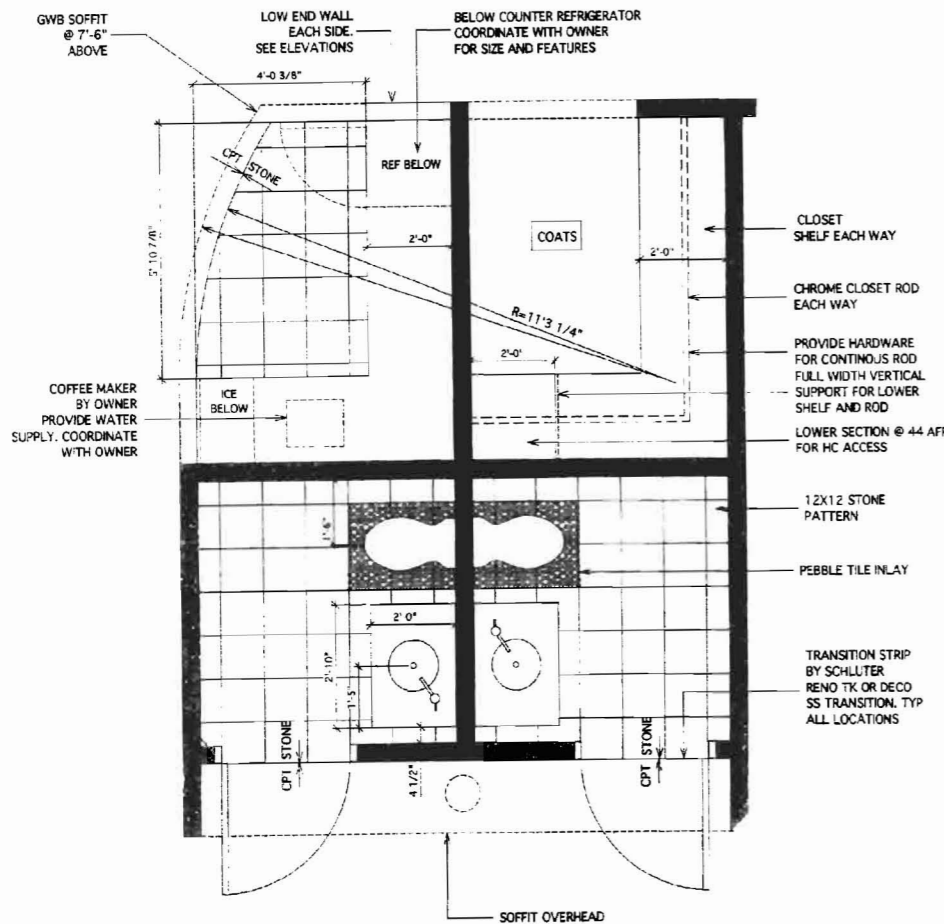 GWB SOFFIT
@ 7'-6"
ABOVE
LOW END WALL
EACH SIDE.
SEE ELEVATIONS
BELOW COUNTER REFRIGERATOR
COORDINATE WITH OWNER
FOR SIZE AND FEATURES
4'-0 3/8"
CPT STONE
REF BELOW
5'10 7/8"
2'-0"
COATS
2'-0"
CLOSET
SHELF EACH WAY
CHROME CLOSET ROD
EACH WAY
R=11'3 1/4"
2'-0'
PROVIDE HARDWARE
FOR CONTINOUS ROD
FULL WIDTH VERTICAL
SUPPORT FOR LOWER
SHELF AND ROD
COFFEE MAKER
BY OWNER
PROVIDE WATER
SUPPLY. COORDINATE
WITH OWNER
ICE
BELOW
LOWER SECTION @ 44 AFF
FOR HC ACCESS
1'-6"
12X12 STONE
PATTERN
PEBBLE TILE INLAY
2'-0"
2'-10"
1'-5"
TRANSITION STRIP
BY SCHLUTER
RENO TK OR DECO
SS TRANSITION. TYP
ALL LOCATIONS
CPT STONE
4 1/2"
CPT STONE
SOFFIT OVERHEAD